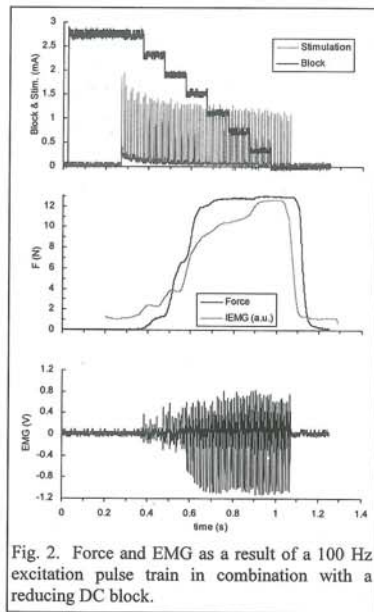 3
2.5
2
1.5
1
0.5
0
Block & Stim. (mA)
Stimulation
Block
12
10
8
6
4
2
0
F (N)
Force
IEMG (a.u.)
1.2
0.8
0.4
0
-0.4
-0.8
-1.2
EMG (V)
0 0.2 0.4 0.6 0.8 1 1.2 1.4
time (s)
Fig. 2. Force and EMG as a result of a 100 Hz
excitation pulse train in combination with a
reducing DC block.